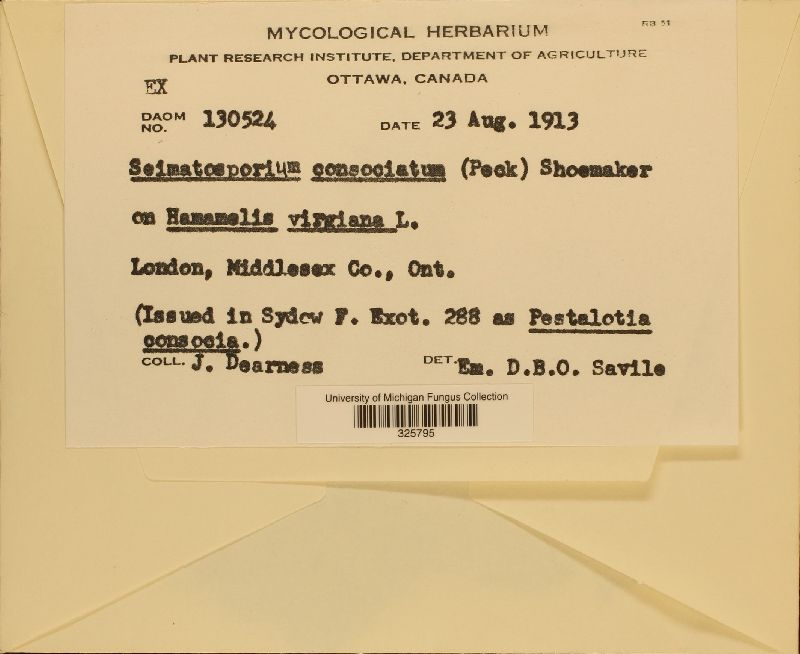 RB 51
MYCOLOGICAL HERBARIUM
PLANT RESEARCH INSTITUTE, DEPARTMENT OF AGRICULTURE
OTTAWA, CANADA
EX
DAOM NO. 130524 DATE 23 Aug. 1913
Seimatosporium consociatum (Peck) Shoemaker
on Hamamelis virgiana L.
London, Middlesex Co., Ont.
(Issued in Sydow F. Exot. 288 as Pestalotia
consocia.)
COLL. J. Dearness DET. Em. D.B.O. Savile
University of Michigan Fungus Collection
325795